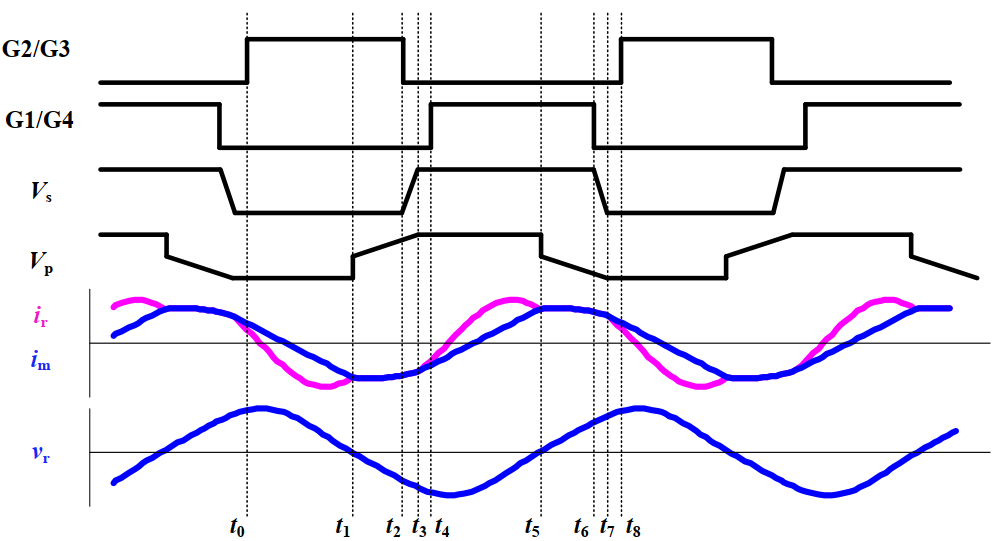 G2/G3
G1/G4
Vs
Vp
ir
im
vr
t0 t1 t2 t3 t4 t5 t6 t7 t8